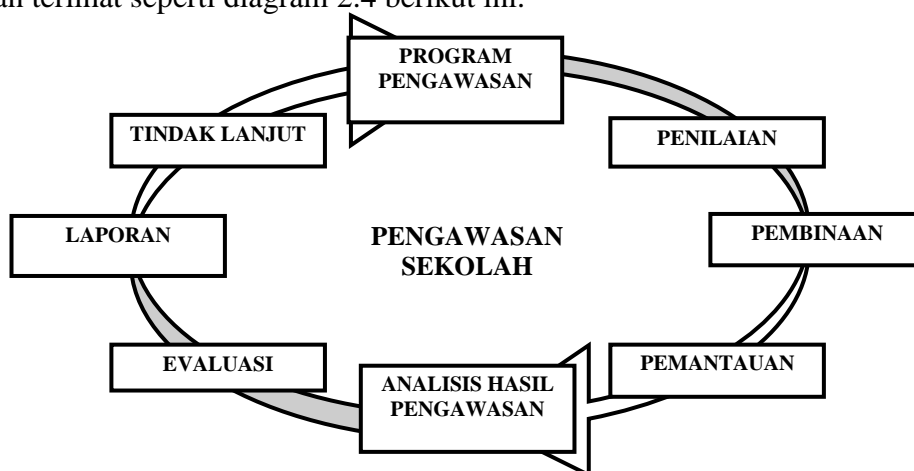 terlihat seperti diagram 2.4 berikut ini.
PROGRAM
PENGAWASAN
TINDAK LANJUT
PENILAIAN
LAPORAN
PENGAWASAN
SEKOLAH
PEMBINAAN
EVALUASI
ANALISIS HASIL
PENGAWASAN
PEMANTAUAN